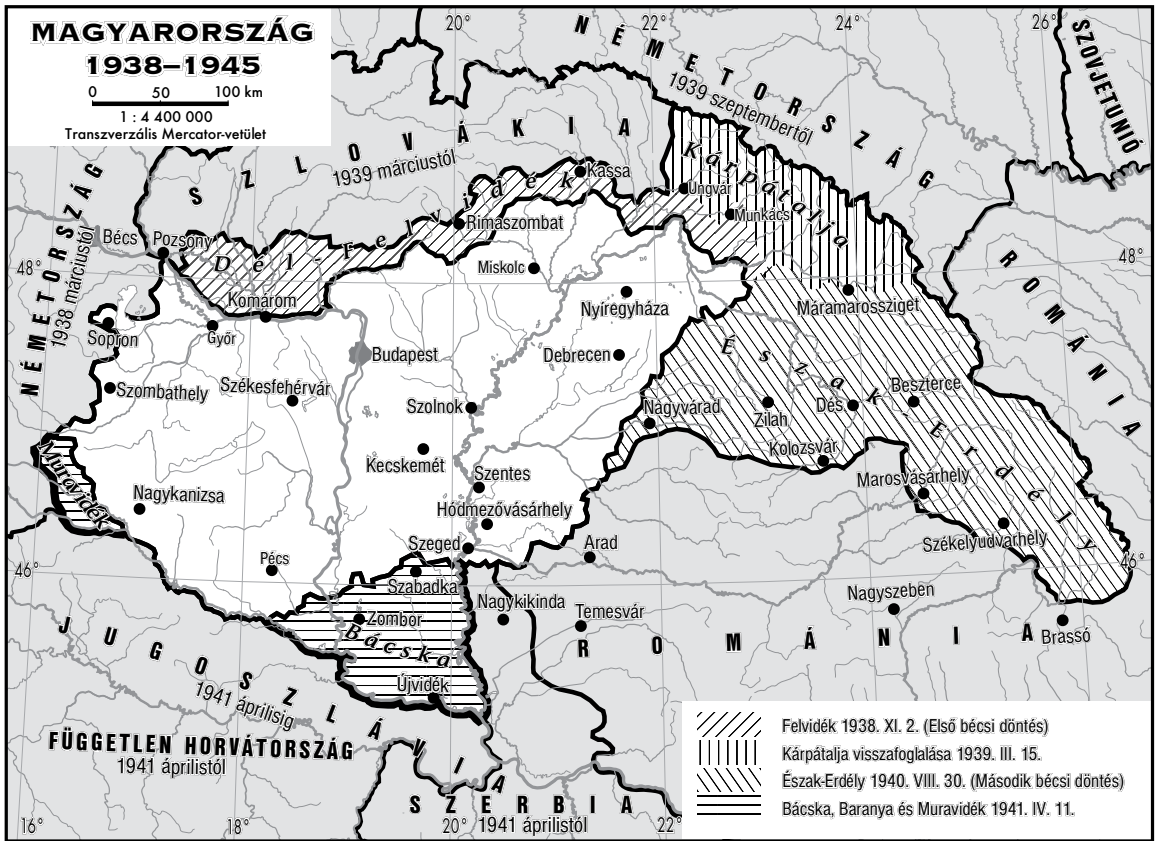 MAGYARORSZÁG
1938–1945
0 50 100 km
1 : 4 400 000
Transzverzális Mercator-vetület
20°
22°
24°
26°
NÉMETORSZÁG
1939 szeptembertől
SZOVJETUNIÓ
SZLOVÁKIA
1939 márciustól
NÉMETORSZÁG
1938 márciustól
Kárpátalja
Kassa
Ungvár
Munkács
Dél-Felvidék
Rimaszombat
Bécs
Pozsony
48°
48°
Miskolc
ROMÁNIA
Komárom
Nyíregyháza
Máramarossziget
Sopron
Győr
Budapest
Debrecen
Észak-Erdély
Szombathely
Székesfehérvár
Szolnok
Nagyvárad
Zilah
Dés
Beszterce
Muravidék
Kecskemét
Kolozsvár
Szentes
Marosvásárhely
Nagykanizsa
Hódmezővásárhely
Székelyudvarhely
Szeged
Arad
Pécs
46°
46°
Szabadka
Nagykikinda
Temesvár
Nagyszeben
Zombor
Bácska
Brassó
ROMÁNIA
JUGOSZLÁVIA
1941 áprilisig
Újvidék
FÜGGETLEN HORVÁTORSZÁG
1941 áprilistól
SZERBIA
1941 áprilistól
16°
18°
20°
22°
Felvidék 1938. XI. 2. (Első bécsi döntés)
Kárpátalja visszafoglalása 1939. III. 15.
Észak-Erdély 1940. VIII. 30. (Második bécsi döntés)
Bácska, Baranya és Muravidék 1941. IV. 11.